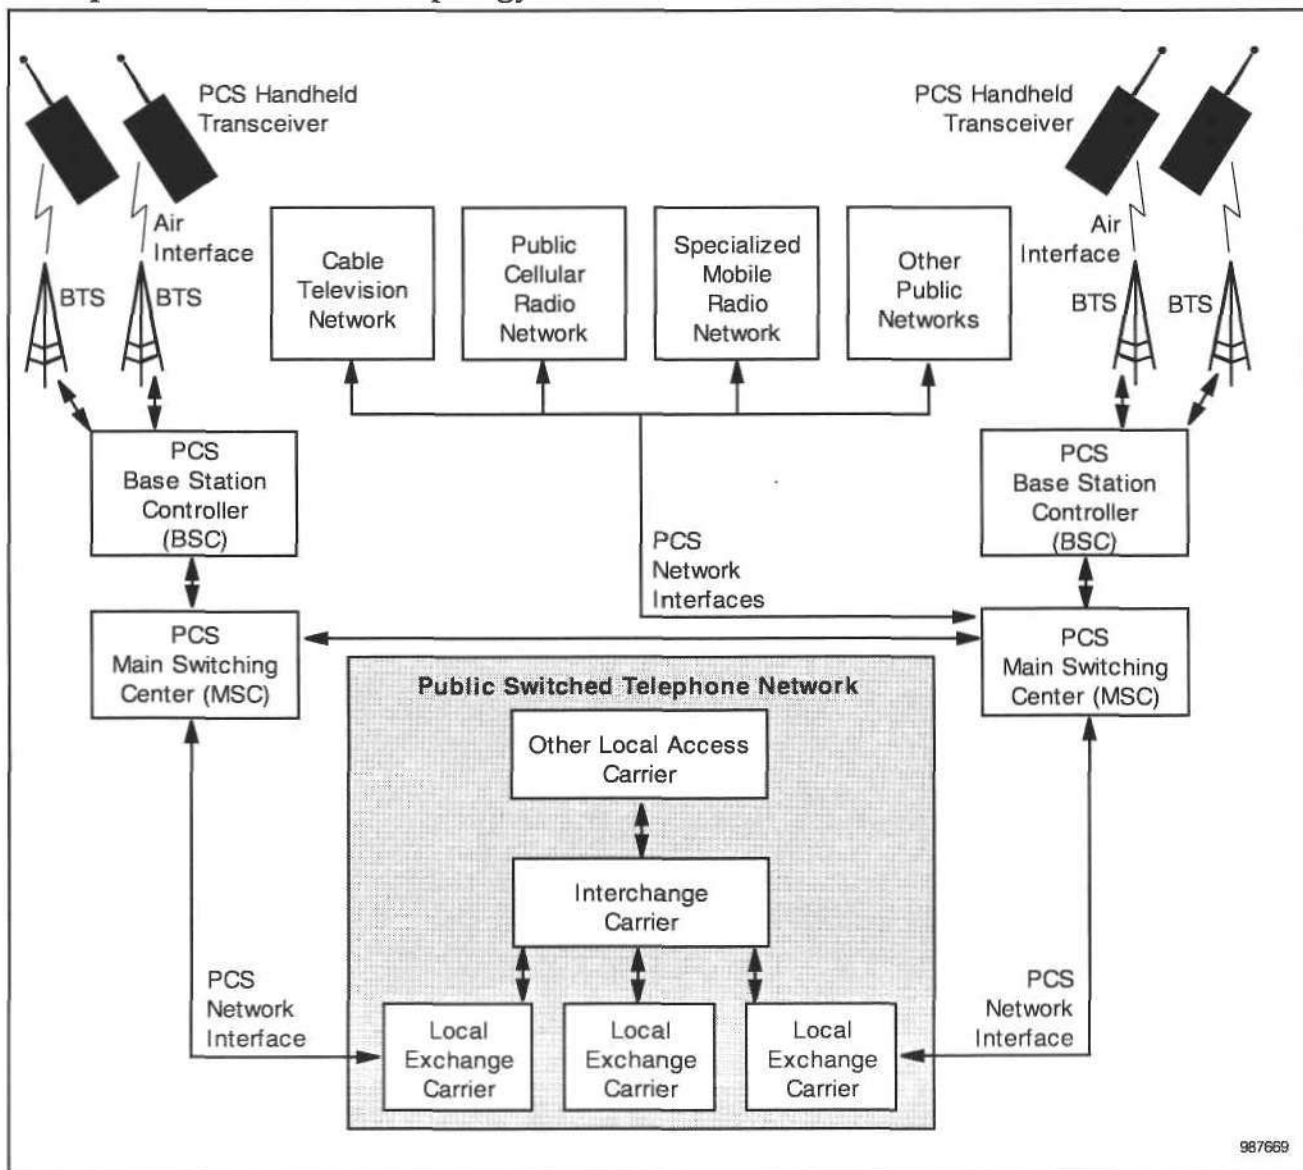 PCS Handheld
Transceiver
PCS Handheld
Transceiver
Air
Interface
BTS
BTS
Cable
Television
Network
Public
Cellular
Radio
Network
Specialized
Mobile
Radio
Network
Other
Public
Networks
Air
Interface
BTS
BTS
PCS
Base Station
Controller
(BSC)
PCS
Base Station
Controller
(BSC)
PCS
Network
Interfaces
PCS
Main Switching
Center (MSC)
PCS
Main Switching
Center (MSC)
Public Switched Telephone Network
Other Local Access
Carrier
Interchange
Carrier
PCS
Network
Interface
Local
Exchange
Carrier
Local
Exchange
Carrier
Local
Exchange
Carrier
PCS
Network
Interface
987669